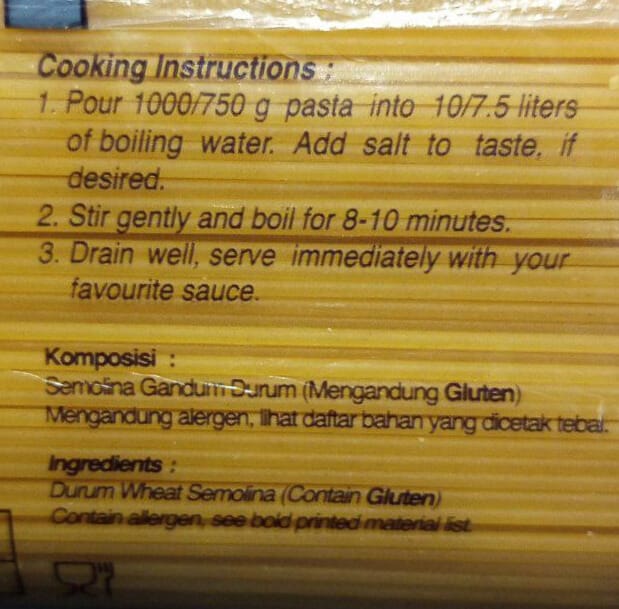 Cooking Instructions :
1. Pour 1000/750 g pasta into 10/7.5 liters
of boiling water. Add salt to taste, if
desired.
2. Stir gently and boil for 8-10 minutes.
3. Drain well, serve immediately with your
favourite sauce.
Komposisi :
Semolina Gandum Durum (Mengandung Gluten)
Mengandung alergen, lihat daftar bahan yang dicetak tebal.
Ingredients :
Durum Wheat Semolina (Contain Gluten)
Contain allergen, see bold printed material list.